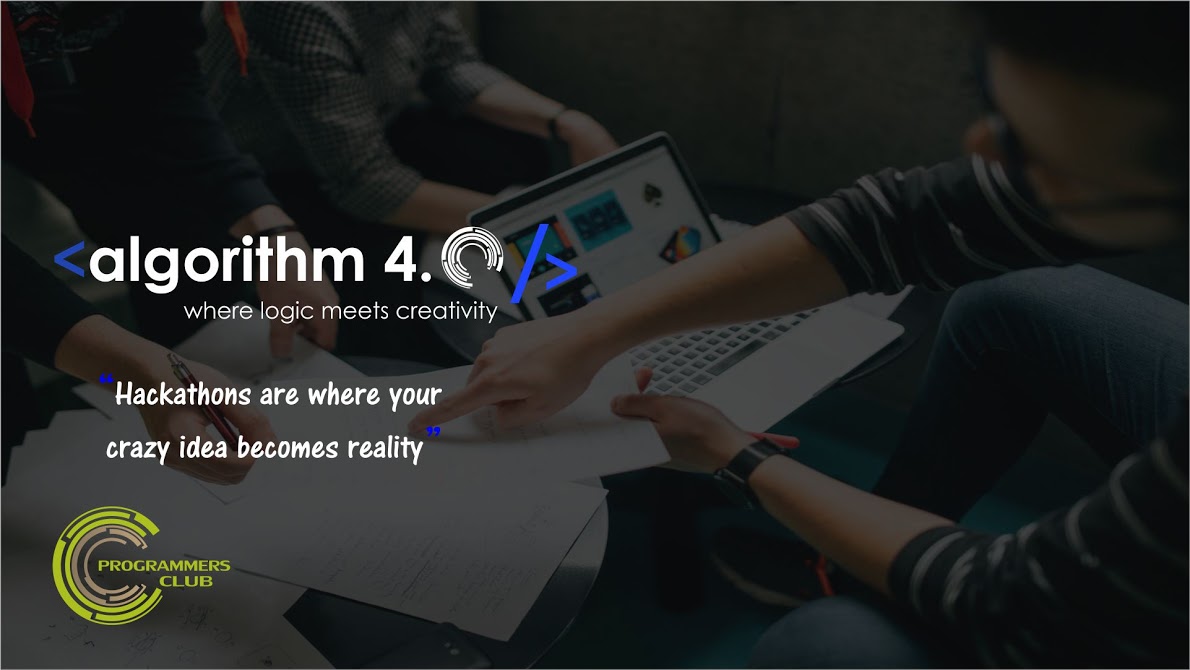 <algorithm 4.0/>
where logic meets creativity
“Hackathons are where your
crazy idea becomes reality”
PROGRAMMERS
CLUB